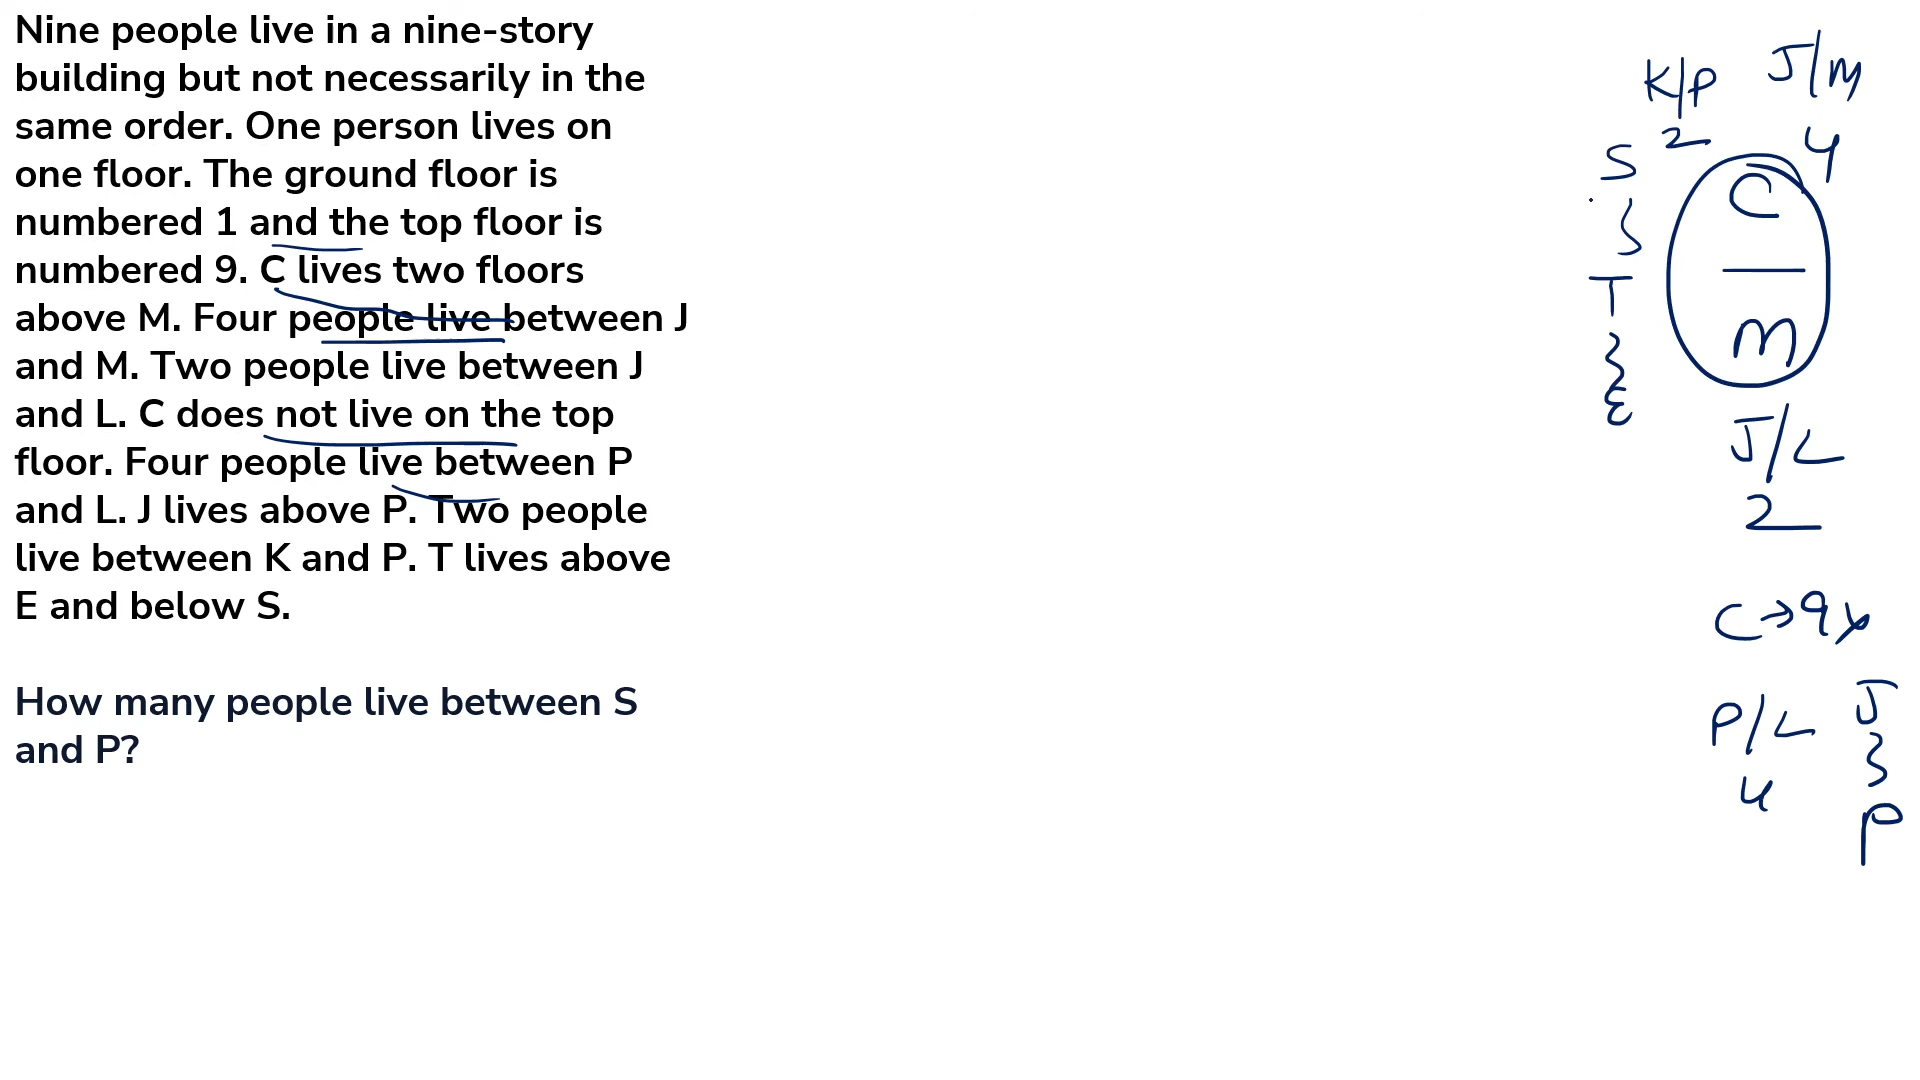 Nine people live in a nine-story
building but not necessarily in the
same order. One person lives on
one floor. The ground floor is
numbered 1 and the top floor is
numbered 9. C lives two floors
above M. Four people live between J
and M. Two people live between J
and L. C does not live on the top
floor. Four people live between P
and L. J lives above P. Two people
live between K and P. T lives above
E and below S.
How many people live between S
and P?
K/P J/M
2 4
S
T
E
C
M
J/L
2
C→9x
P/L
4
J
P